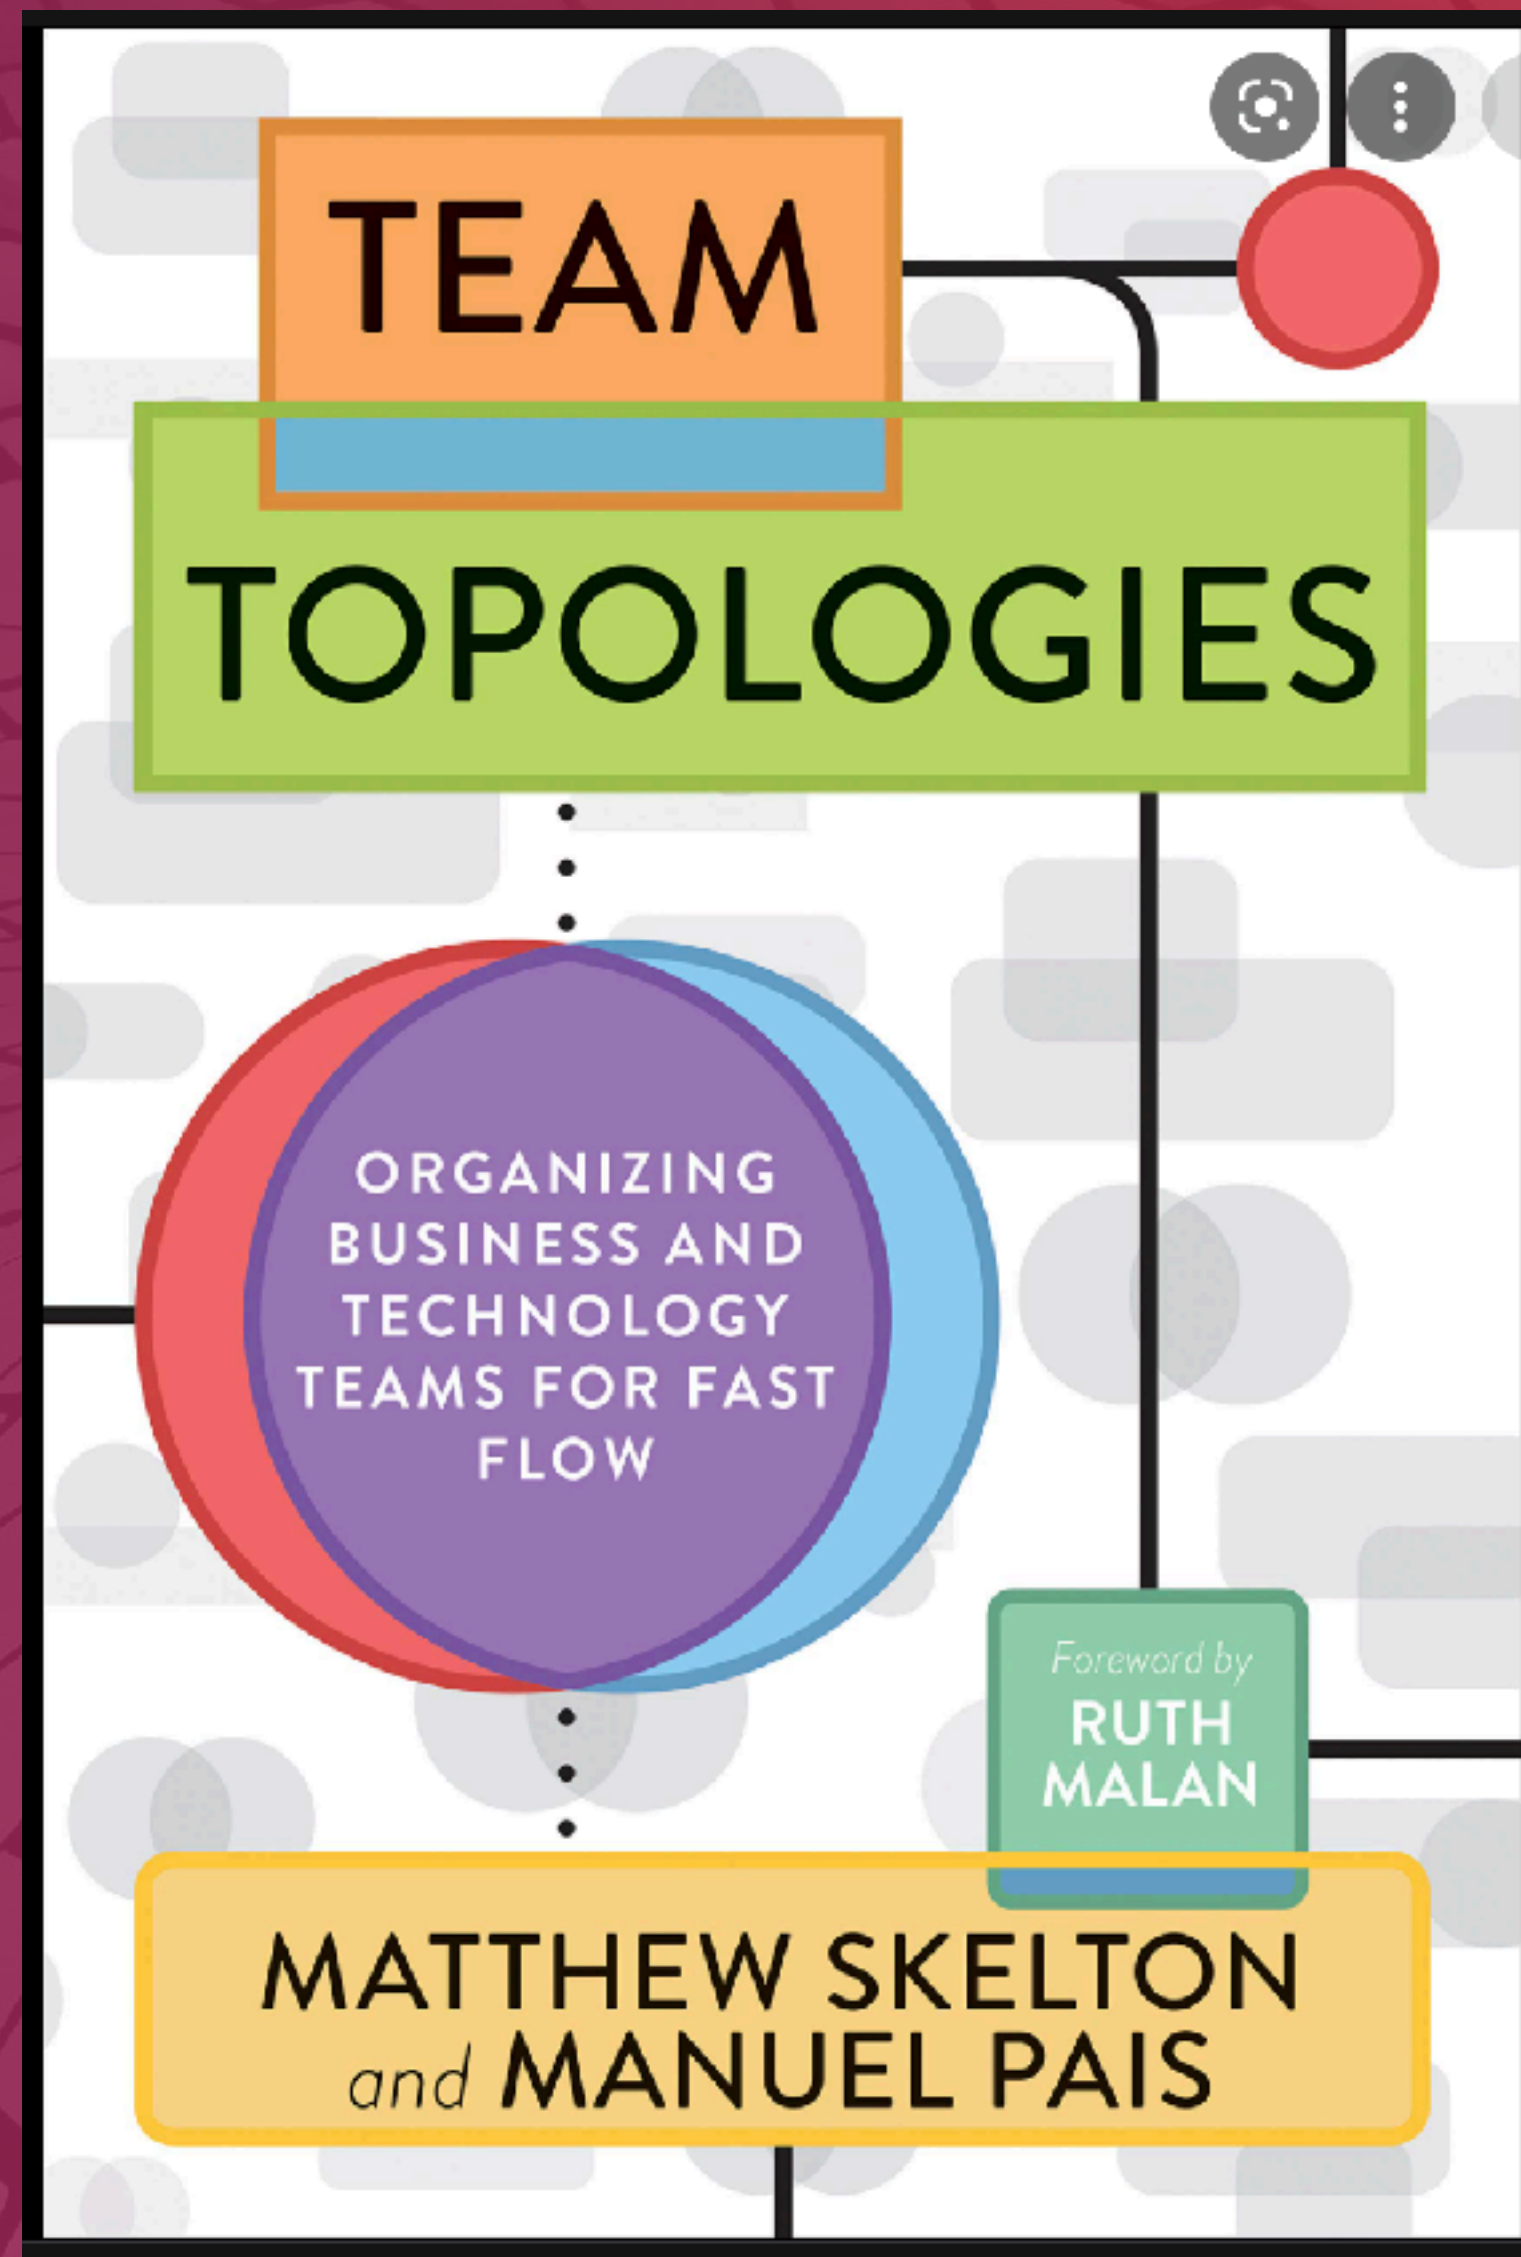 TEAM
TOPOLOGIES
ORGANIZING
BUSINESS AND
TECHNOLOGY
TEAMS FOR FAST
FLOW
Foreword by
RUTH
MALAN
MATTHEW SKELTON
and MANUEL PAIS